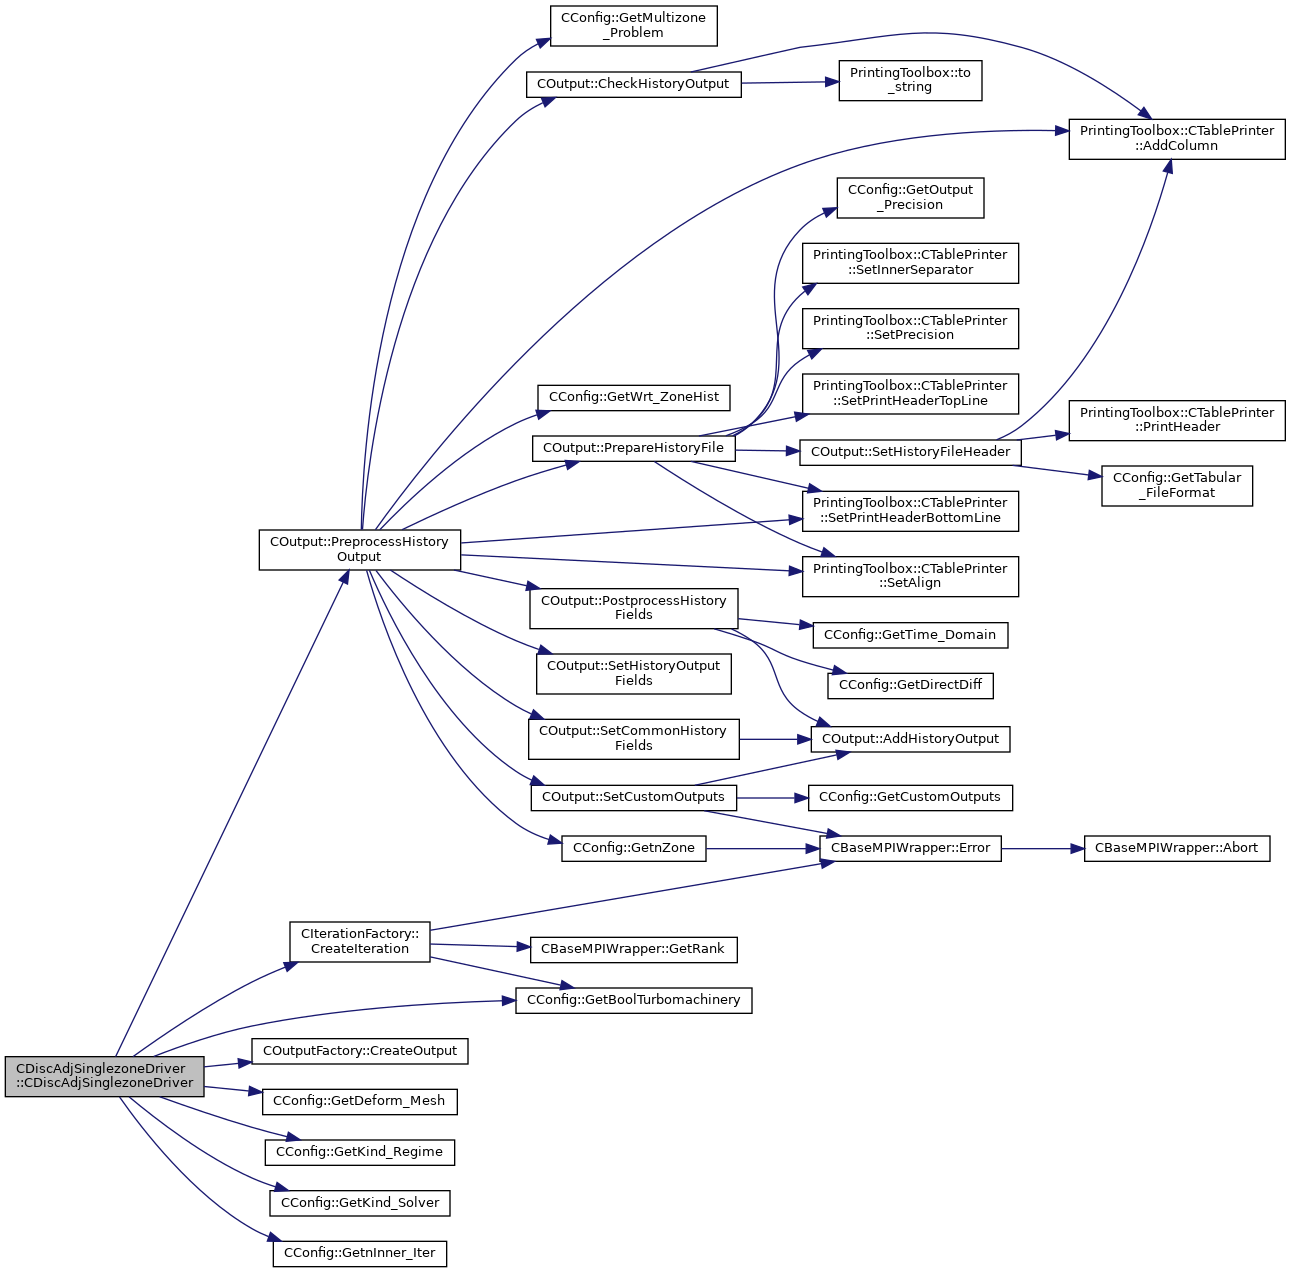 CConfig::GetMultizone
_Problem
COutput::CheckHistoryOutput
PrintingToolbox::to
_string
PrintingToolbox::CTablePrinter
::AddColumn
CConfig::GetOutput
_Precision
PrintingToolbox::CTablePrinter
::SetInnerSeparator
PrintingToolbox::CTablePrinter
::SetPrecision
PrintingToolbox::CTablePrinter
::SetPrintHeaderTopLine
CConfig::GetWrt_ZoneHist
COutput::PrepareHistoryFile
COutput::SetHistoryFileHeader
PrintingToolbox::CTablePrinter
::PrintHeader
CConfig::GetTabular
_FileFormat
PrintingToolbox::CTablePrinter
::SetPrintHeaderBottomLine
COutput::PreprocessHistory
Output
PrintingToolbox::CTablePrinter
::SetAlign
COutput::PostprocessHistory
Fields
CConfig::GetTime_Domain
COutput::SetHistoryOutput
Fields
CConfig::GetDirectDiff
COutput::SetCommonHistory
Fields
COutput::AddHistoryOutput
COutput::SetCustomOutputs
CConfig::GetCustomOutputs
CConfig::GetnZone
CBaseMPIWrapper::Error
CBaseMPIWrapper::Abort
CIterationFactory::
CreateIteration
CBaseMPIWrapper::GetRank
CConfig::GetBoolTurbomachinery
COutputFactory::CreateOutput
CDiscAdjSinglezoneDriver
::CDiscAdjSinglezoneDriver
CConfig::GetDeform_Mesh
CConfig::GetKind_Regime
CConfig::GetKind_Solver
CConfig::GetnInner_Iter